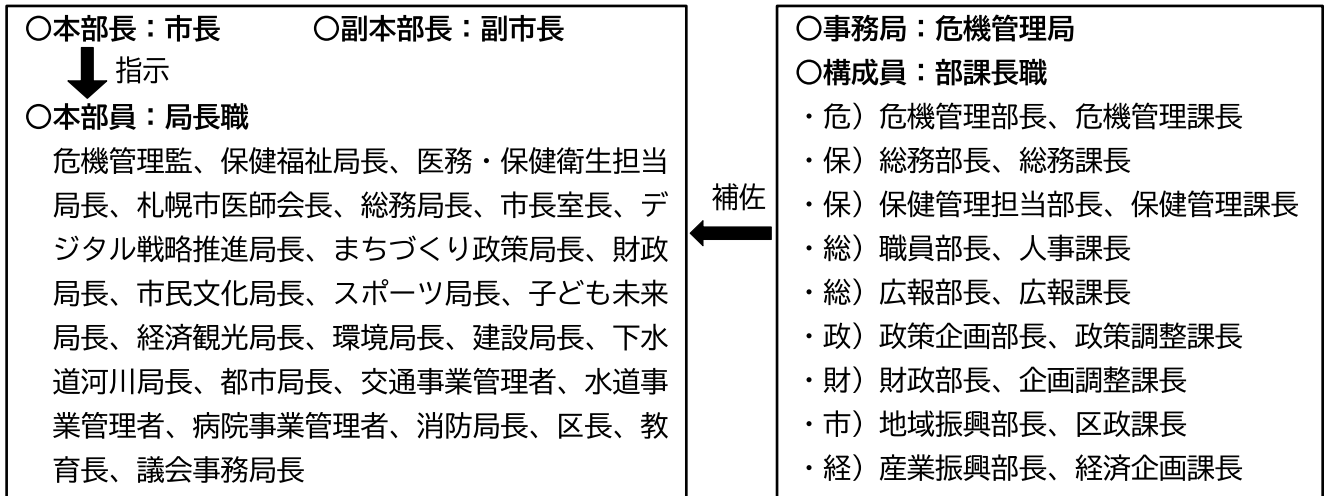 〇本部長：市長　〇副本部長：副市長
指示
〇本部員：局長職
危機管理監、保健福祉局長、医務・保健衛生担当
局長、札幌市医師会長、総務局長、市長室長、デ
ジタル戦略推進局長、まちづくり政策局長、財政
局長、市民文化局長、スポーツ局長、子ども未来
局長、経済観光局長、環境局長、建設局長、下水
道河川局長、都市局長、交通事業管理者、水道事
業管理者、病院事業管理者、消防局長、区長、教
育長、議会事務局長
補佐
〇事務局：危機管理局
〇構成員：部課長職
・危）危機管理部長、危機管理課長
・保）総務部長、総務課長
・保）保健管理担当部長、保健管理課長
・総）職員部長、人事課長
・総）広報部長、広報課長
・政）政策企画部長、政策調整課長
・財）財政部長、企画調整課長
・市）地域振興部長、区政課長
・経）産業振興部長、経済企画課長